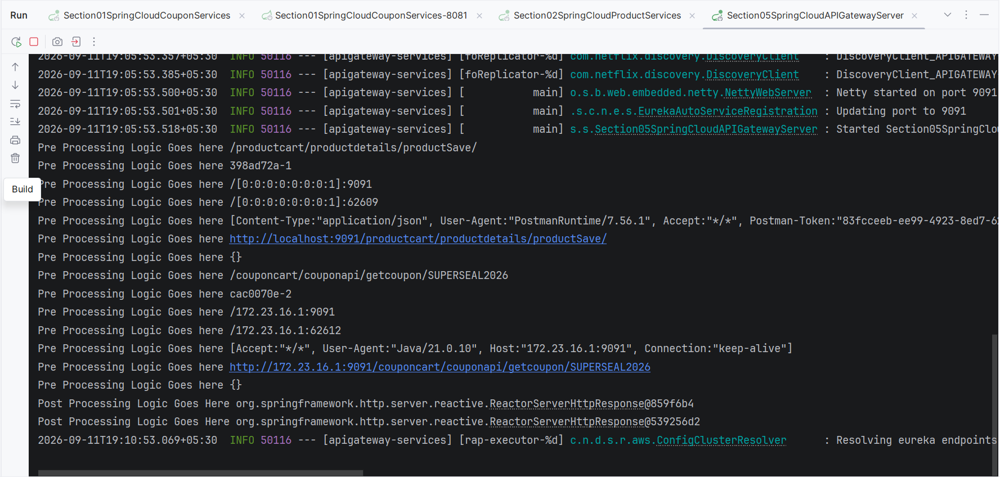 Run Section01SpringCloudCouponServices Section01SpringCloudCouponServices-8081 Section02SpringCloudProductServices Section05SpringCloudAPIGatewayServer
2026-09-11T19:05:53.357+05:30  INFO 50116 --- [apigateway-services] [foReplicator-%d] com.netflix.discovery.DiscoveryClient    : DiscoveryClient_APIGATEWAY
2026-09-11T19:05:53.385+05:30  INFO 50116 --- [apigateway-services] [foReplicator-%d] com.netflix.discovery.DiscoveryClient    : DiscoveryClient_APIGATEWAY
2026-09-11T19:05:53.500+05:30  INFO 50116 --- [apigateway-services] [           main] o.s.b.web.embedded.netty.NettyWebServer  : Netty started on port 9091
2026-09-11T19:05:53.501+05:30  INFO 50116 --- [apigateway-services] [           main] .s.c.n.e.s.EurekaAutoServiceRegistration : Updating port to 9091
2026-09-11T19:05:53.518+05:30  INFO 50116 --- [apigateway-services] [           main] s.s.Section05SpringCloudAPIGatewayServer : Started Section05SpringClou
Pre Processing Logic Goes here /productcart/productdetails/productSave/
Pre Processing Logic Goes here 398ad72a-1
Pre Processing Logic Goes here /[0:0:0:0:0:0:0:1]:9091
Build
Pre Processing Logic Goes here /[0:0:0:0:0:0:0:1]:62609
Pre Processing Logic Goes here [Content-Type:"application/json", User-Agent:"PostmanRuntime/7.56.1", Accept:"*/*", Postman-Token:"83fcceeb-ee99-4923-8ed7-6
Pre Processing Logic Goes here http://localhost:9091/productcart/productdetails/productSave/
Pre Processing Logic Goes here {}
Pre Processing Logic Goes here /couponcart/couponapi/getcoupon/SUPERSEAL2026
Pre Processing Logic Goes here cac0070e-2
Pre Processing Logic Goes here /172.23.16.1:9091
Pre Processing Logic Goes here /172.23.16.1:62612
Pre Processing Logic Goes here [Accept:"*/*", User-Agent:"Java/21.0.10", Host:"172.23.16.1:9091", Connection:"keep-alive"]
Pre Processing Logic Goes here http://172.23.16.1:9091/couponcart/couponapi/getcoupon/SUPERSEAL2026
Pre Processing Logic Goes here {}
Post Processing Logic Goes Here org.springframework.http.server.reactive.ReactorServerHttpResponse@859f6b4
Post Processing Logic Goes Here org.springframework.http.server.reactive.ReactorServerHttpResponse@539256d2
2026-09-11T19:10:53.069+05:30  INFO 50116 --- [apigateway-services] [rap-executor-%d] c.n.d.s.r.aws.ConfigClusterResolver      : Resolving eureka endpoints